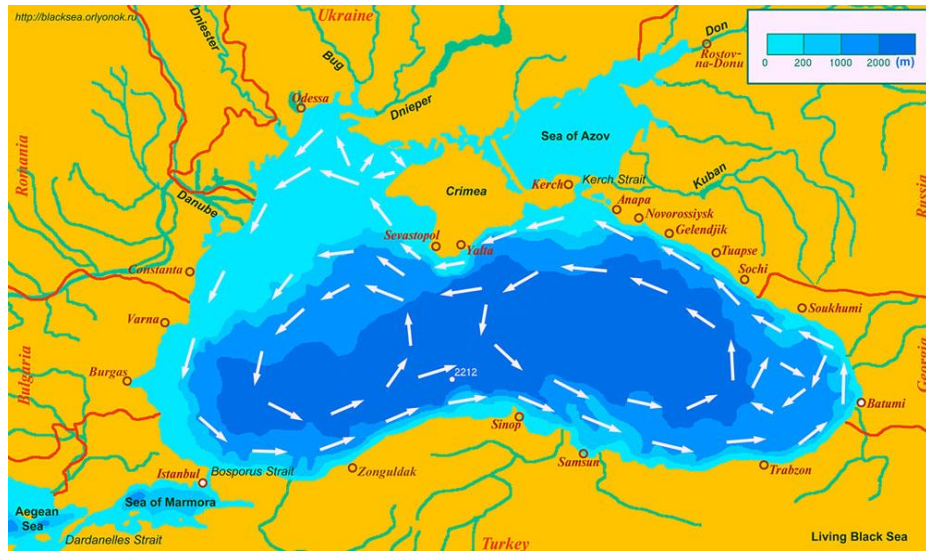 http://blacksea.orlyonok.ru
Ukraine
Dniester
Bug
Don
Rostov-
na-Donu
0 200 1000 2000 (m)
Odessa
Dnieper
Sea of Azov
Romania
Danube
Crimea
Kerch
Kerch Strait
Kuban
Russia
Anapa
Novorossiysk
Gelendjik
Sevastopol
Yalta
Tuapse
Constanta
Sochi
Soukhumi
Varna
Bulgaria
Burgas
2212
Georgia
Batumi
Sinop
Samsun
Istanbul
Bosporus Strait
Zonguldak
Trabzon
Sea of Marmora
Aegean
Sea
Dardanelles Strait
Turkey
Living Black Sea